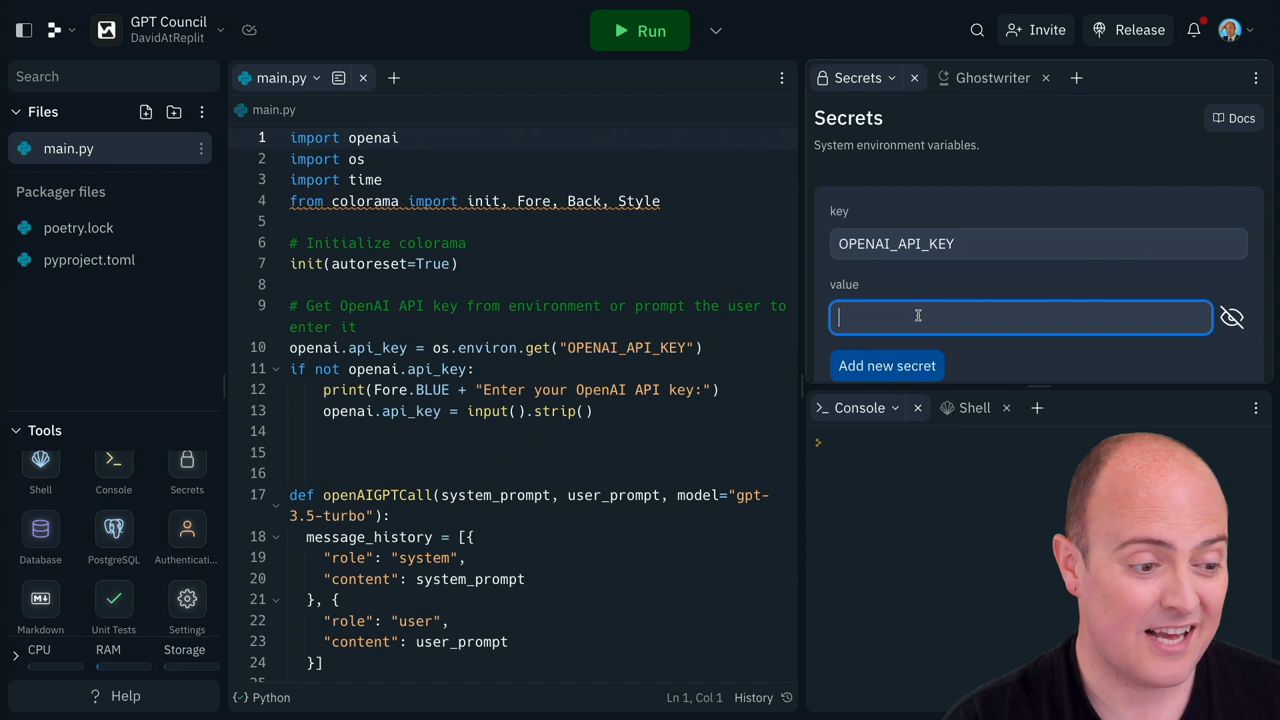 GPT Council
DavidAtReplit
Run
Invite
Release
Search
Files
main.py
Packager files
poetry.lock
pyproject.toml
Tools
Shell
Console
Secrets
Database
PostgreSQL
Authenticati...
Markdown
Unit Tests
Settings
CPU
RAM
Storage
? Help
main.py
main.py
1 import openai
2 import os
3 import time
4 from colorama import init, Fore, Back, Style
5
6 # Initialize colorama
7 init(autoreset=True)
8
9 # Get OpenAI API key from environment or prompt the user to
enter it
10 openai.api_key = os.environ.get("OPENAI_API_KEY")
11 if not openai.api_key:
12 print(Fore.BLUE + "Enter your OpenAI API key:")
13 openai.api_key = input().strip()
14
15
16
17 def openAIGPTCall(system_prompt, user_prompt, model="gpt-
3.5-turbo"):
18 message_history = [{
19 "role": "system",
20 "content": system_prompt
21 }, {
22 "role": "user",
23 "content": user_prompt
24 }]
Python
Ln 1, Col 1
History
Secrets
Ghostwriter
Secrets
Docs
System environment variables.
key
OPENAI_API_KEY
value
Add new secret
Console
Shell